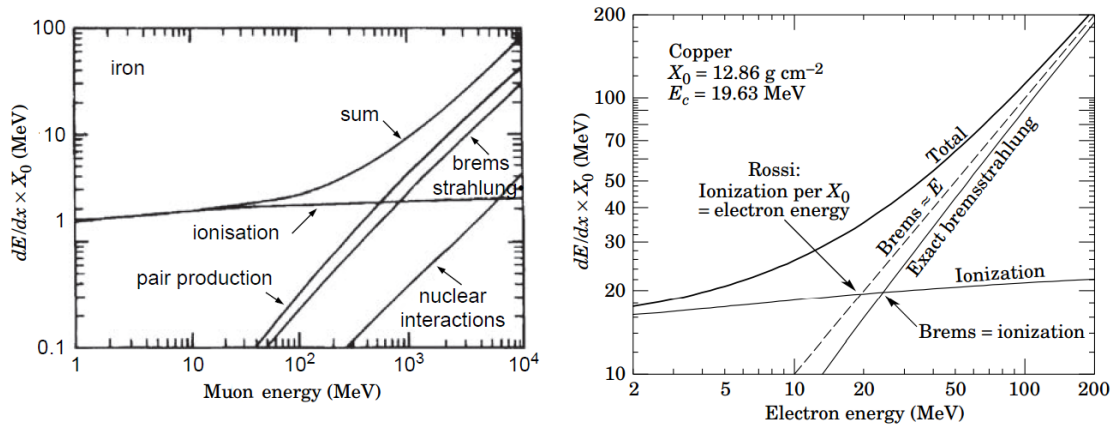 100
10
1
0.1
dE/dx × X₀ (MeV)
iron
sum
brems
strahlung
ionisation
pair production
nuclear
interactions
1
10
10²
10³
10⁴
Muon energy (MeV)
200
100
70
50
40
30
20
10
dE/dx × X₀ (MeV)
Copper
X₀ = 12.86 g cm⁻²
E_c = 19.63 MeV
Rossi:
Ionization per X₀
= electron energy
Total
Brems ≈ E
Exact bremsstrahlung
Ionization
Brems = ionization
2
5
10
20
50
100
200
Electron energy (MeV)